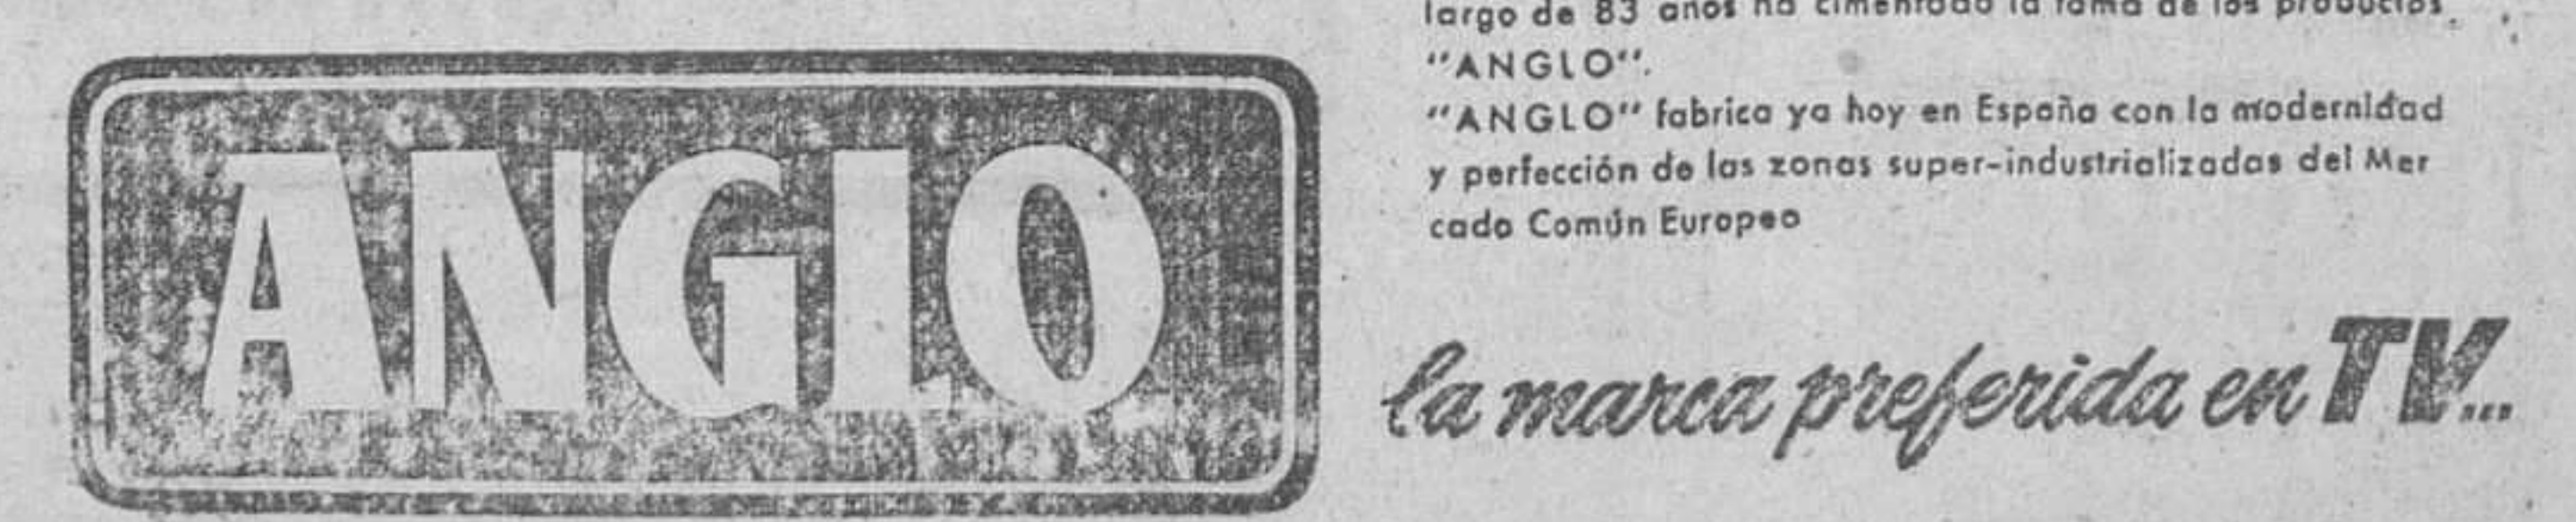 ANGLO
largo de 83 años ha cimentado la fama de los productos
"ANGLO".
"ANGLO" fabrica ya hoy en España con la modernidad
y perfección de las zonas super-industrializadas del Mer
cado Común Europeo
la marca preferida en TV...